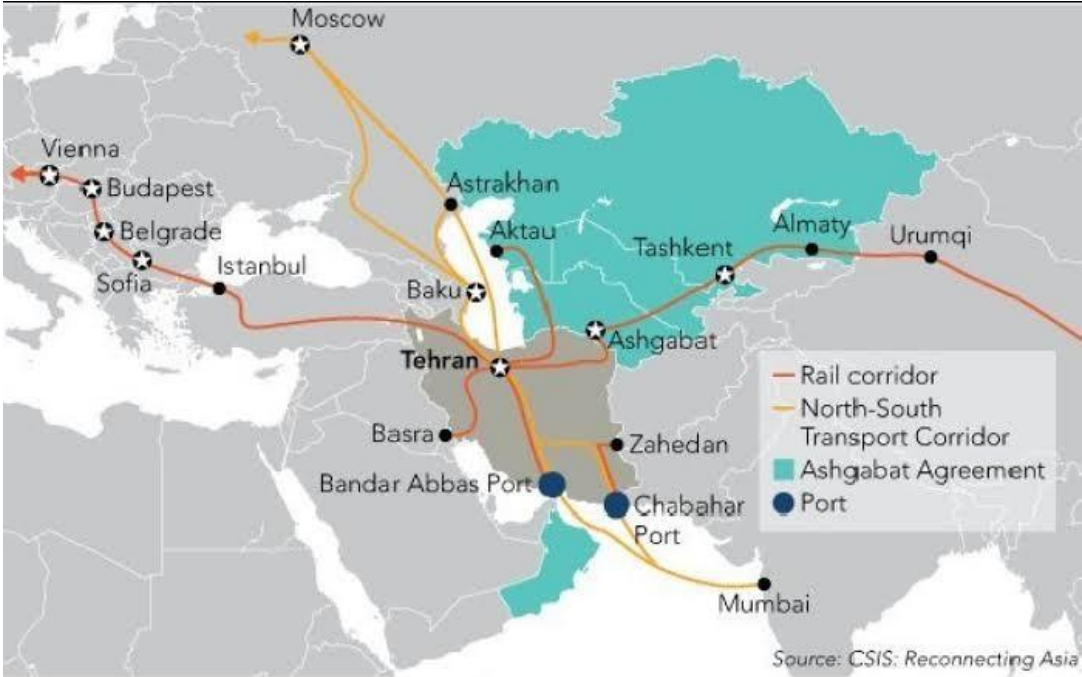 Moscow
Vienna
Budapest
Astrakhan
Belgrade
Aktau
Almaty
Tashkent
Urumqi
Sofia
Istanbul
Baku
Ashgabat
Tehran
Rail corridor
North-South
Transport Corridor
Ashgabat Agreement
Port
Basra
Zahedan
Bandar Abbas Port
Chabahar
Port
Mumbai
Source: CSIS: Reconnecting Asia